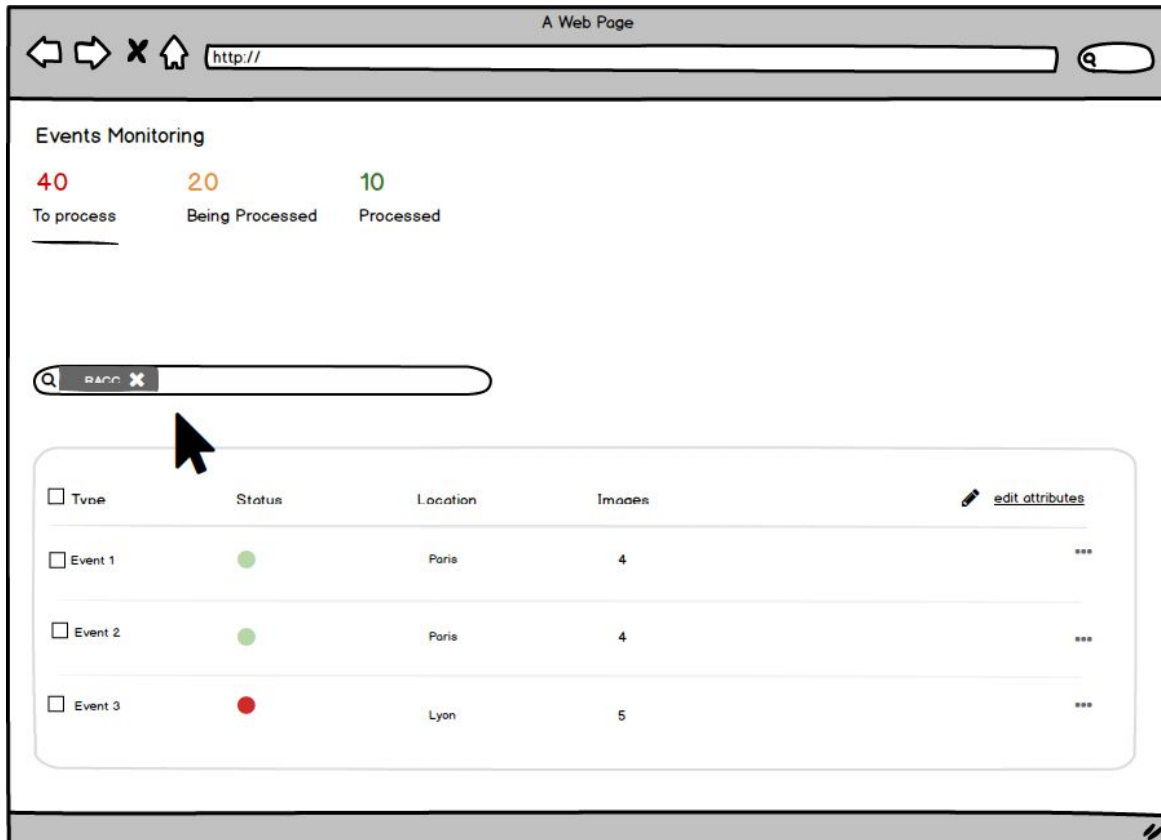 A Web Page
http://
Events Monitoring
40 20 10
To process Being Processed Processed
Type Status Location Images edit attributes
Event 1 Paris 4
Event 2 Paris 4
Event 3 Lyon 5